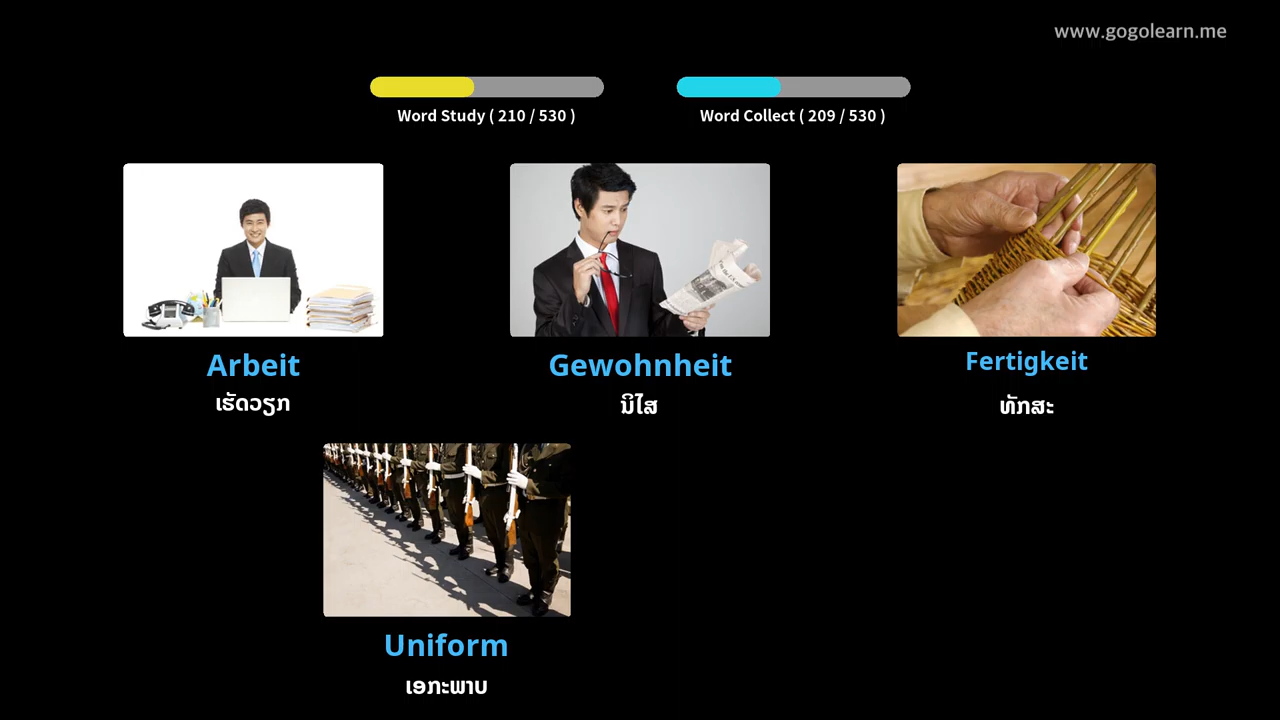 www.gogolearn.me
Word Study ( 210 / 530 )
Word Collect ( 209 / 530 )
Arbeit
ເຮັດວຽກ
Gewohnheit
ນິໄສ
Fertigkeit
ທັກສະ
Uniform
ເອກະພາບ